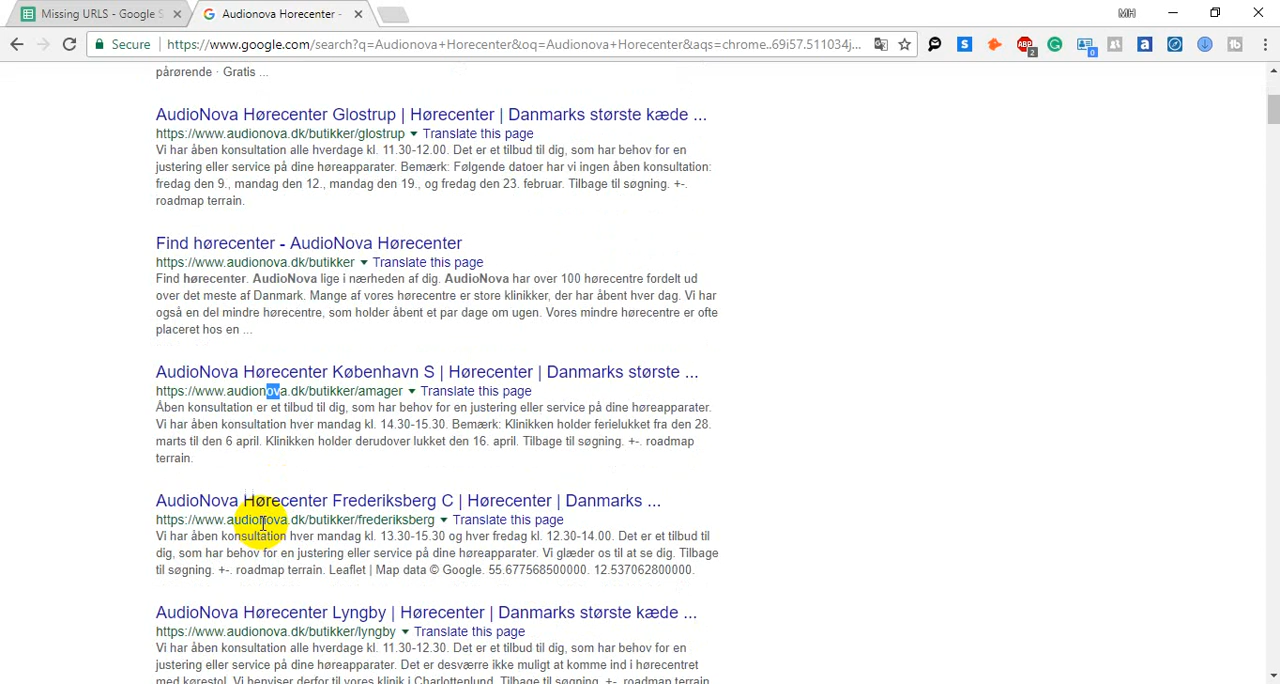 Missing URLS - Google S
Audionova Horecenter -
MH
Secure
https://www.google.com/search?q=Audionova+Horecenter&oq=Audionova+Horecenter&aqs=chrome..69i57.511034j...
pårørende · Gratis ...
AudioNova Hørecenter Glostrup | Hørecenter | Danmarks største kæde ...
https://www.audionova.dk/butikker/glostrup Translate this page
Vi har åben konsultation alle hverdage kl. 11.30-12.00. Det er et tilbud til dig, som har behov for en
justering eller service på dine høreapparater. Bemærk: Følgende datoer har vi ingen åben konsultation:
fredag den 9., mandag den 12., mandag den 19., og fredag den 23. februar. Tilbage til søgning. +-.
roadmap terrain.
Find hørecenter - AudioNova Hørecenter
https://www.audionova.dk/butikker Translate this page
Find hørecenter. AudioNova lige i nærheden af dig. AudioNova har over 100 hørecentre fordelt ud
over det meste af Danmark. Mange af vores hørecentre er store klinikker, der har åbent hver dag. Vi har
også en del mindre hørecentre, som holder åbent et par dage om ugen. Vores mindre hørecentre er ofte
placeret hos en ...
AudioNova Hørecenter København S | Hørecenter | Danmarks største ...
https://www.audionova.dk/butikker/amager Translate this page
Åben konsultation er et tilbud til dig, som har behov for en justering eller service på dine høreapparater.
Vi har åben konsultation hver mandag kl. 14.30-15.30. Bemærk: Klinikken holder ferielukket fra den 28.
marts til den 6 april. Klinikken holder derudover lukket den 16. april. Tilbage til søgning. +-. roadmap
terrain.
AudioNova Hørecenter Frederiksberg C | Hørecenter | Danmarks ...
https://www.audionova.dk/butikker/frederiksberg Translate this page
Vi har åben konsultation hver mandag kl. 13.30-15.30 og hver fredag kl. 12.30-14.00. Det er et tilbud til
dig, som har behov for en justering eller service på dine høreapparater. Vi glæder os til at se dig. Tilbage
til søgning. +-. roadmap terrain. Leaflet | Map data © Google. 55.677568500000. 12.537062800000.
AudioNova Hørecenter Lyngby | Hørecenter | Danmarks største kæde ...
https://www.audionova.dk/butikker/lyngby Translate this page
Vi har åben konsultation alle hverdage kl. 11.30-12.30. Det er et tilbud til dig, som har behov for en
justering eller service på dine høreapparater. Det er desværre ikke muligt at komme ind i hørecentret
med kørestol. Vi henviser derfor til vores klinik i Charlottenlund. Tilbage til søgning. +-. roadmap terrain.